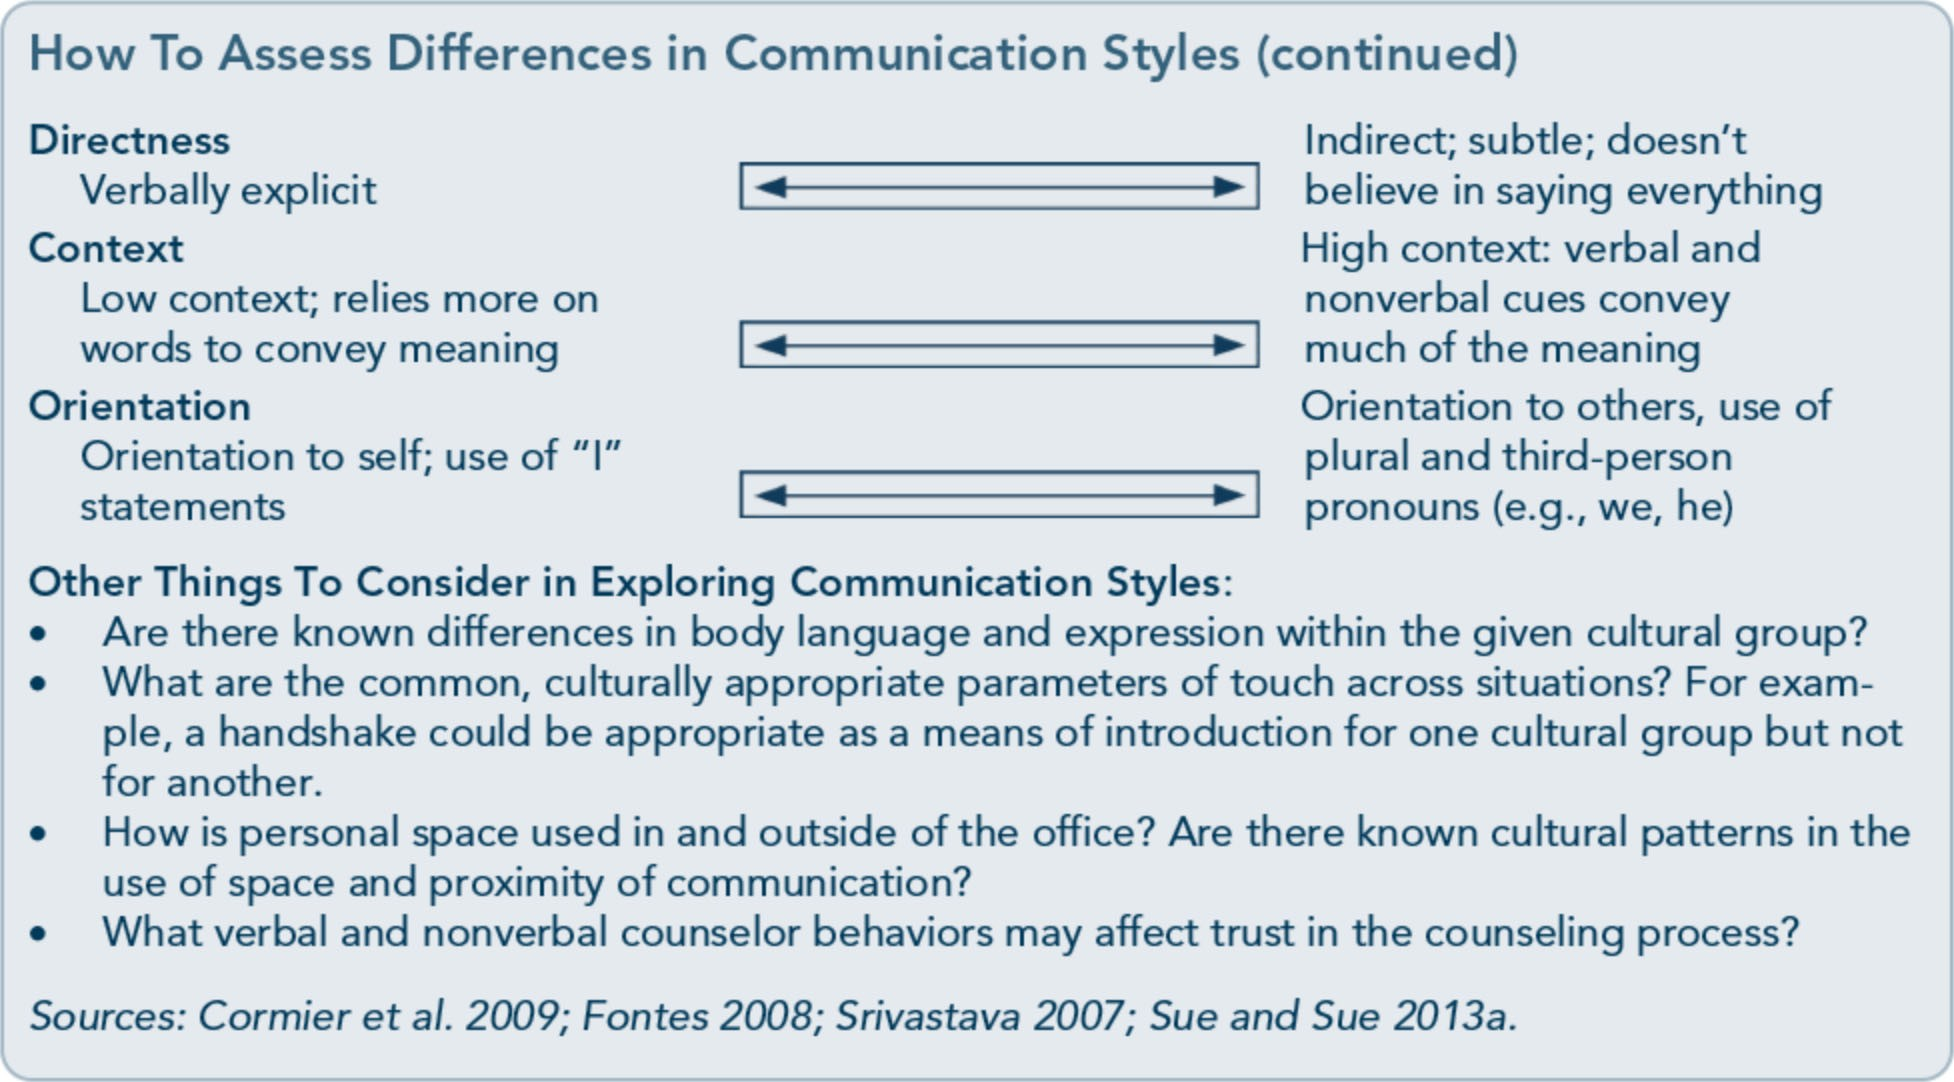 How To Assess Differences in Communication Styles (continued)
Directness
Verbally explicit
Indirect; subtle; doesn’t
believe in saying everything
Context
Low context; relies more on
words to convey meaning
High context: verbal and
nonverbal cues convey
much of the meaning
Orientation
Orientation to self; use of “I”
statements
Orientation to others, use of
plural and third-person
pronouns (e.g., we, he)
Other Things To Consider in Exploring Communication Styles:
• Are there known differences in body language and expression within the given cultural group?
• What are the common, culturally appropriate parameters of touch across situations? For exam-
ple, a handshake could be appropriate as a means of introduction for one cultural group but not
for another.
• How is personal space used in and outside of the office? Are there known cultural patterns in the
use of space and proximity of communication?
• What verbal and nonverbal counselor behaviors may affect trust in the counseling process?
Sources: Cormier et al. 2009; Fontes 2008; Srivastava 2007; Sue and Sue 2013a.